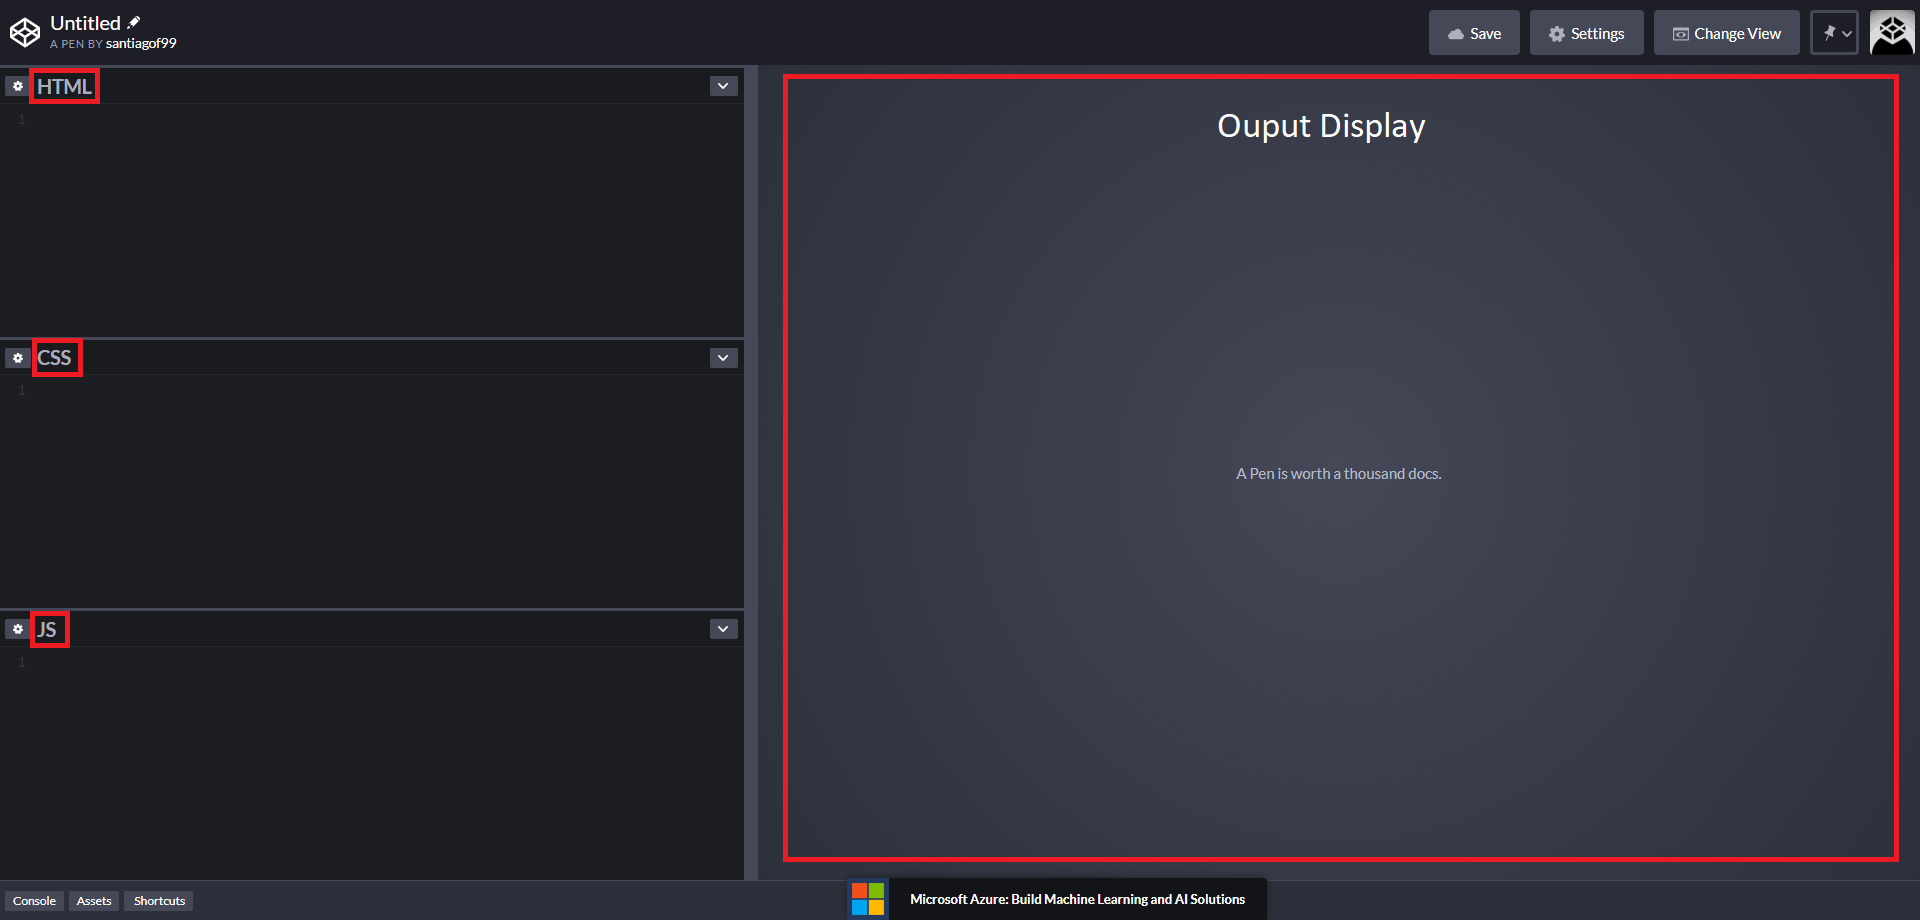 Untitled
A PEN BY santiagof99
Save
Settings
Change View
HTML
1
CSS
1
JS
1
Ouput Display
A Pen is worth a thousand docs.
Console
Assets
Shortcuts
Microsoft Azure: Build Machine Learning and AI Solutions